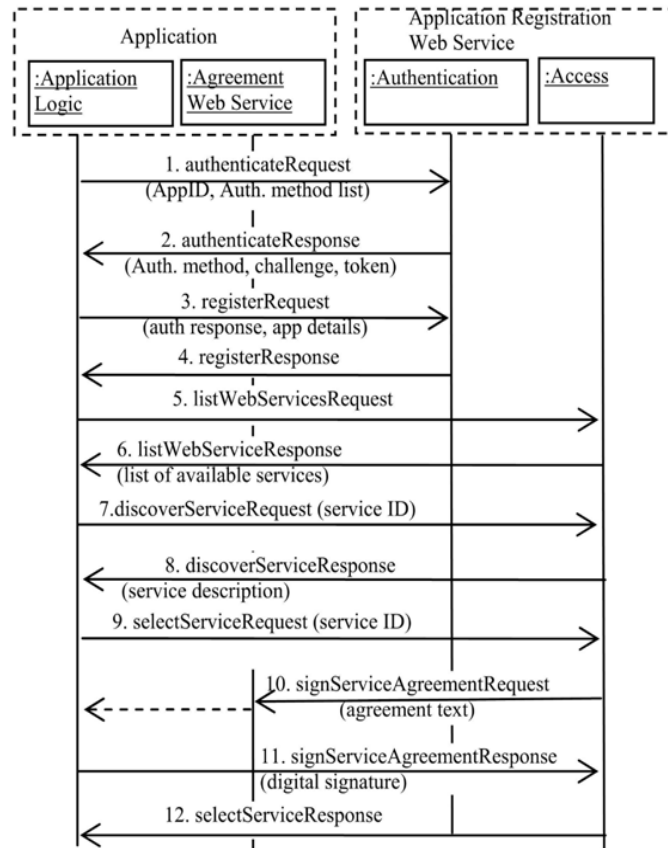 Application
Application Registration
Web Service
:Application
Logic
:Agreement
Web Service
:Authentication
:Access
1. authenticateRequest
(AppID, Auth. method list)
2. authenticateResponse
(Auth. method, challenge, token)
3. registerRequest
(auth response, app details)
4. registerResponse
5. listWebServicesRequest
6. listWebServiceResponse
(list of available services)
7.discoverServiceRequest (service ID)
8. discoverServiceResponse
(service description)
9. selectServiceRequest (service ID)
10. signServiceAgreementRequest
(agreement text)
11. signServiceAgreementResponse
(digital signature)
12. selectServiceResponse